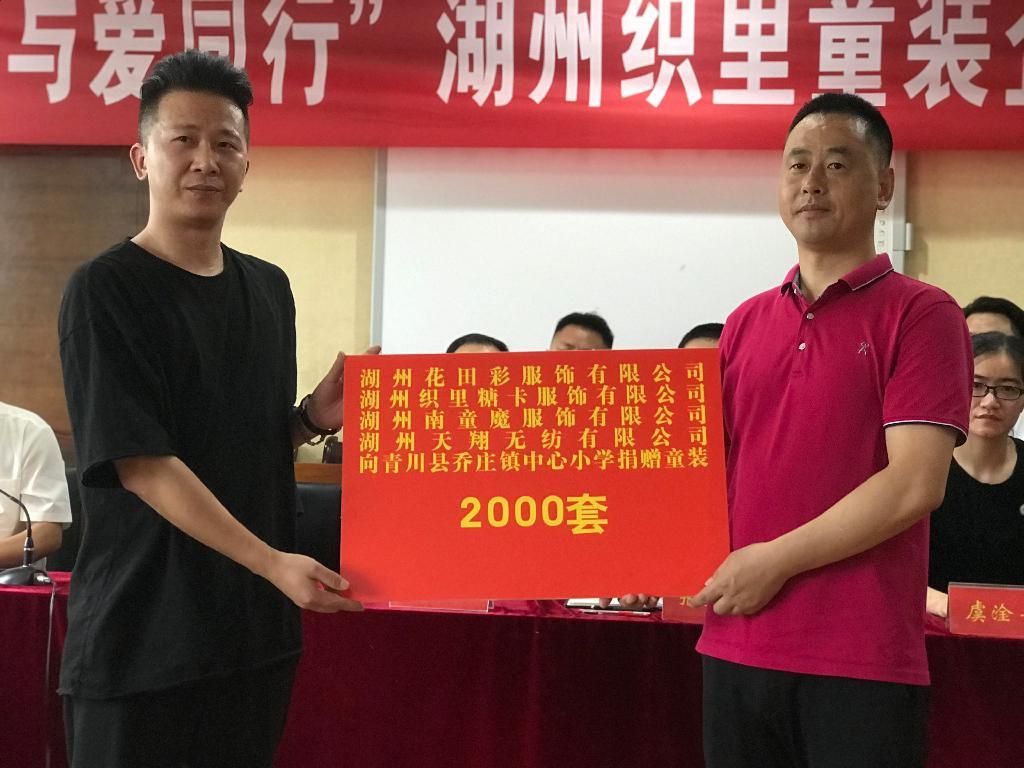 与爱同行” 湖州织里童装
湖州花田彩服饰有限公司
湖州织里糖卡服饰有限公司
湖州南童魔服饰有限公司
湖州天翔无纺有限公司
向青川县乔庄镇中心小学捐赠童装
2000套
虞淦